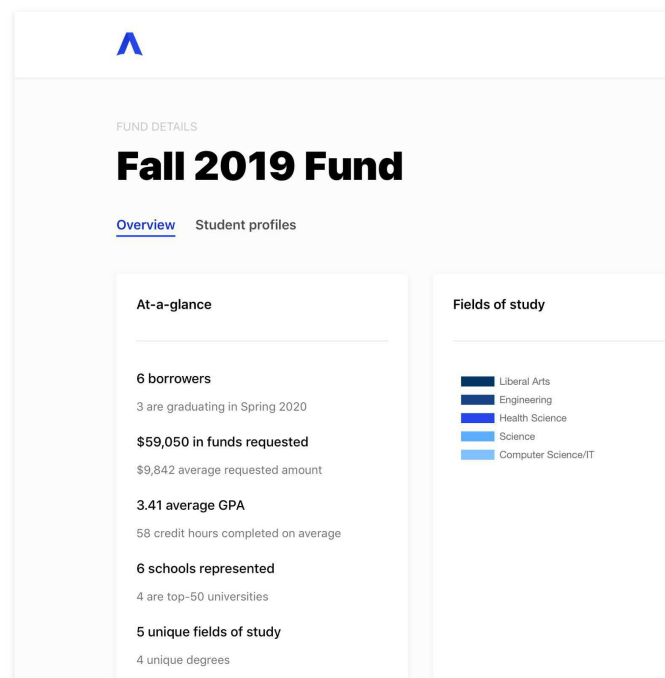 FUND DETAILS
Fall 2019 Fund
Overview Student profiles
At-a-glance
6 borrowers
3 are graduating in Spring 2020
$59,050 in funds requested
$9,842 average requested amount
3.41 average GPA
58 credit hours completed on average
6 schools represented
4 are top-50 universities
5 unique fields of study
4 unique degrees
Fields of study
Liberal Arts
Engineering
Health Science
Science
Computer Science/IT